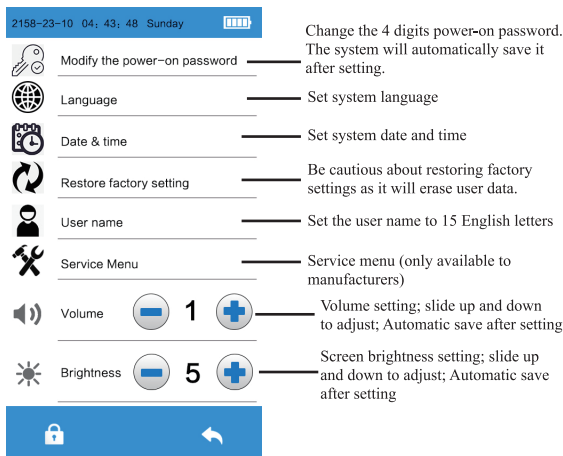 2158-23-10 04; 43; 48 Sunday
Modify the power-on password
Change the 4 digits power-on password.
The system will automatically save it
after setting.
Language
Set system language
Date & time
Set system date and time
Restore factory setting
Be cautious about restoring factory
settings as it will erase user data.
User name
Set the user name to 15 English letters
Service Menu
Service menu (only available to
manufacturers)
Volume 1
Volume setting; slide up and down
to adjust; Automatic save after setting
Brightness 5
Screen brightness setting; slide up
and down to adjust; Automatic save
after setting